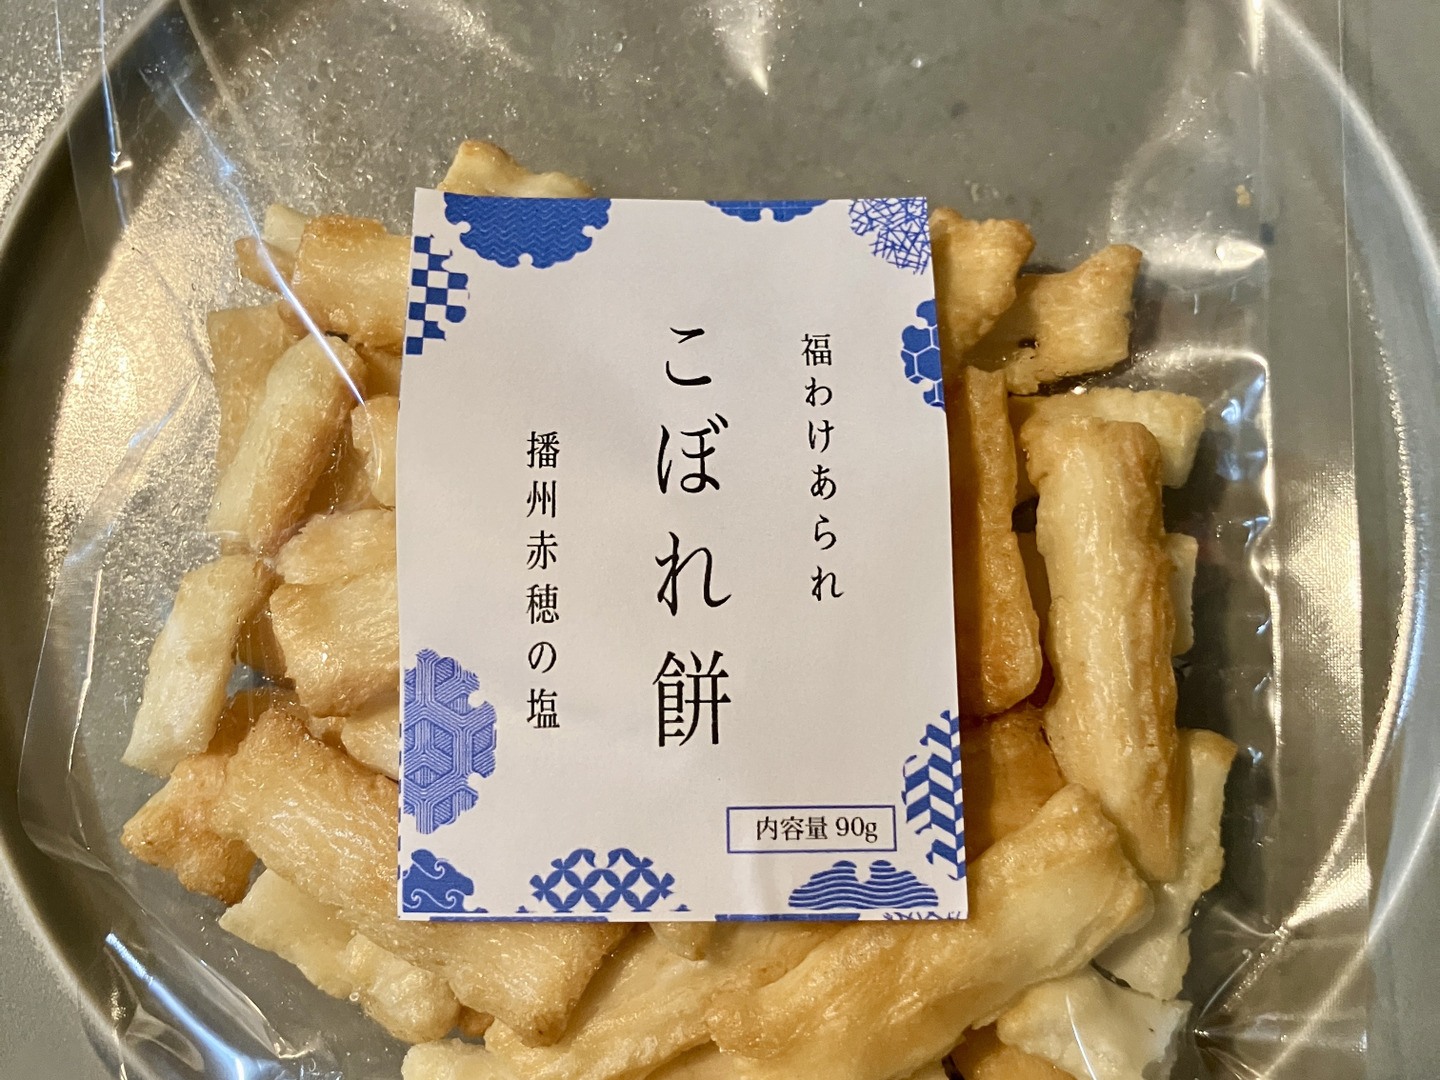 福わけあられ
こぼれ餅
播州赤穂の塩
内容量 90g